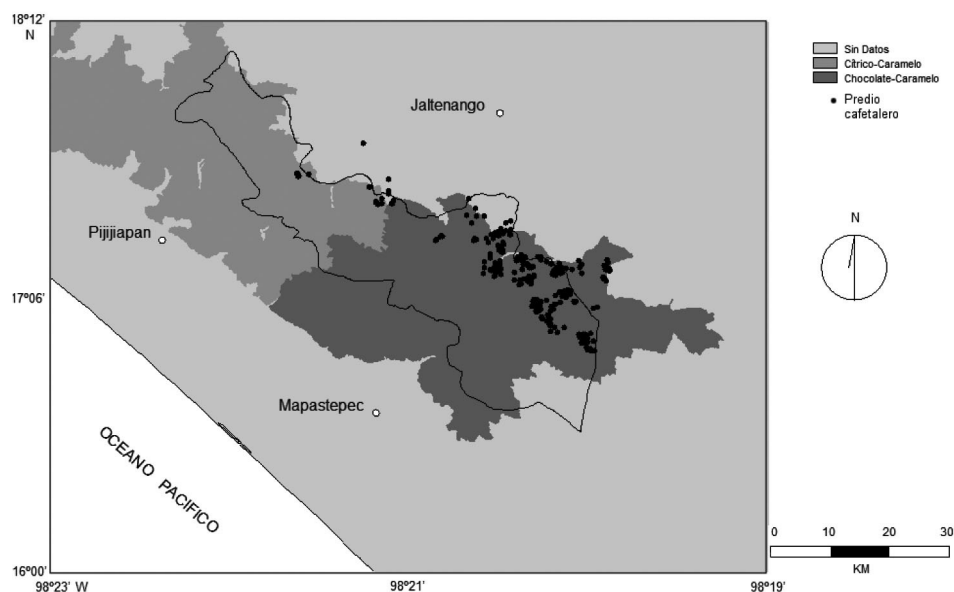 18º12'
N
Sin Datos
Cítrico-Caramelo
Chocolate-Caramelo
Predio
cafetalero
Jaltenango
N
Pijijiapan
17º06'
Mapastepec
OCEANO PACIFICO
0 10 20 30
KM
16º00'
98º23' W
98º21'
98º19'